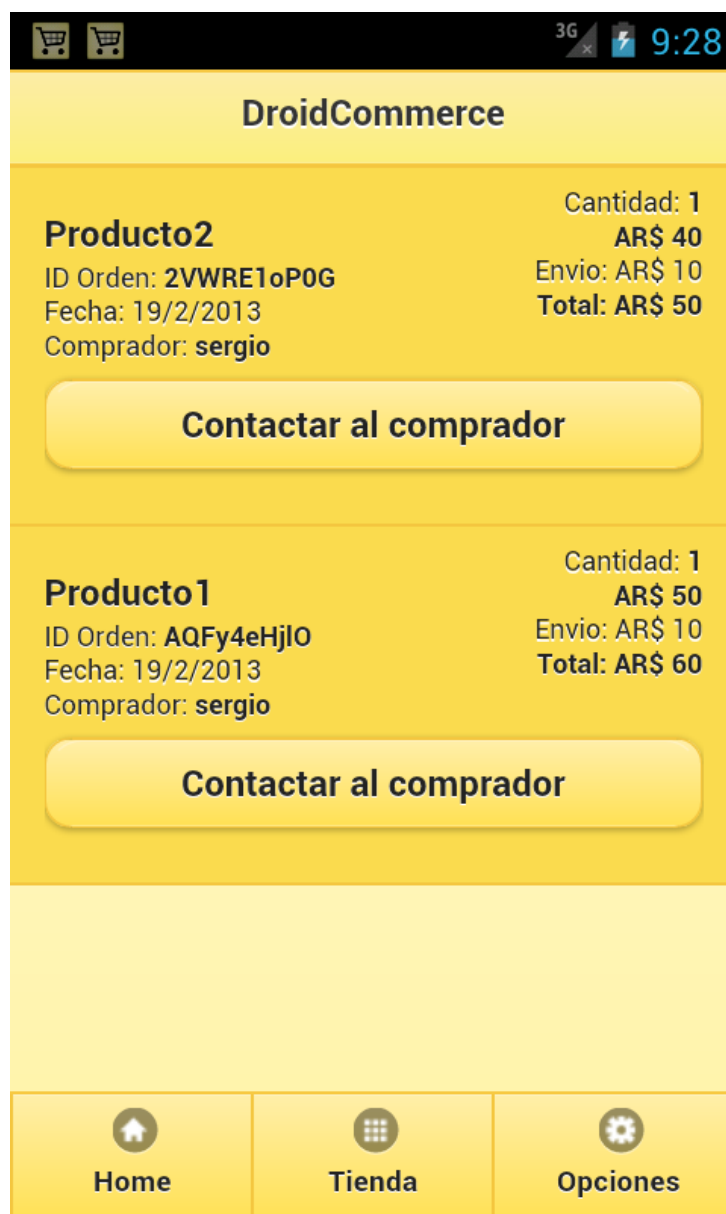 3G 9:28
DroidCommerce
Producto2
ID Orden: 2VWRE1oP0G
Fecha: 19/2/2013
Comprador: sergio
Cantidad: 1
AR$ 40
Envio: AR$ 10
Total: AR$ 50
Contactar al comprador
Producto1
ID Orden: AQFy4eHjlO
Fecha: 19/2/2013
Comprador: sergio
Cantidad: 1
AR$ 50
Envio: AR$ 10
Total: AR$ 60
Contactar al comprador
Home
Tienda
Opciones